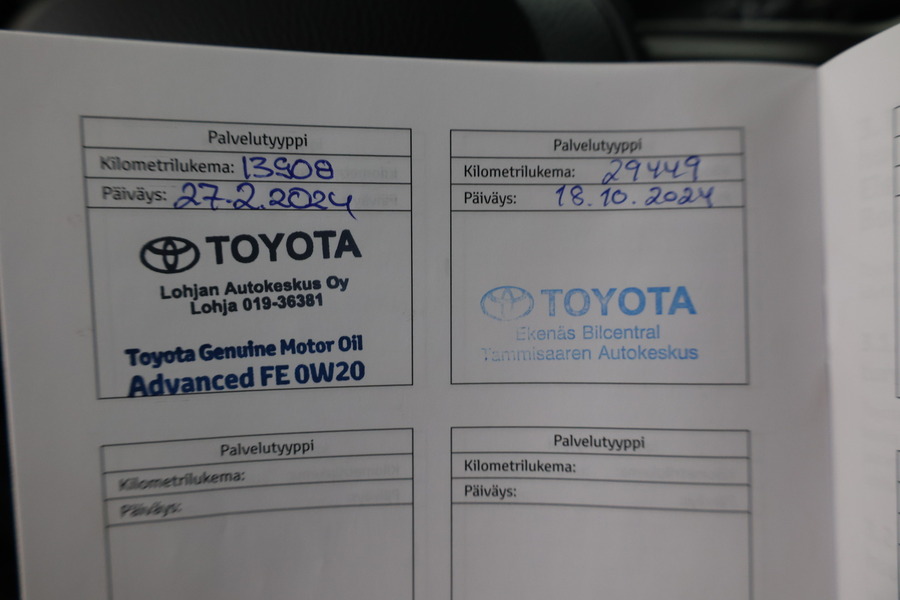 Palvelutyyppi
Kilometrilukema: 13908
Päiväys: 27.2.2024
TOYOTA
Lohjan Autokeskus Oy
Lohja 019-36381
Toyota Genuine Motor Oil
Advanced FE 0W20
Palvelutyyppi
Kilometrilukema: 29449
Päiväys: 18.10.2024
TOYOTA
Ekenäs Bilcentral
Tammisaaren Autokeskus
Palvelutyyppi
Kilometrilukema:
Päiväys:
Palvelutyyppi
Kilometrilukema:
Päiväys: